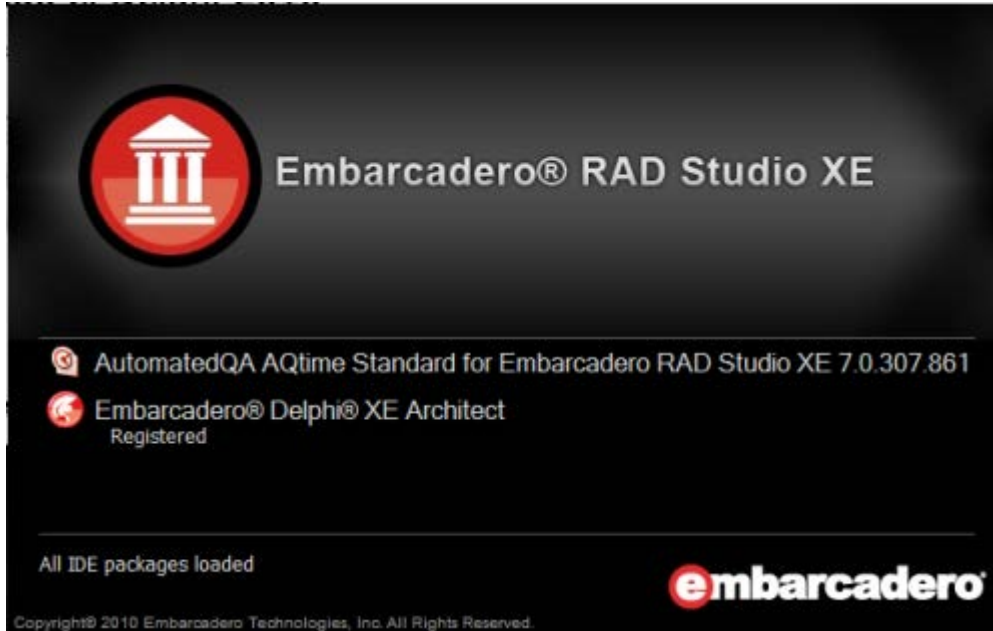 Embarcadero® RAD Studio XE
AutomatedQA AQtime Standard for Embarcadero RAD Studio XE 7.0.307.861
Embarcadero® Delphi® XE Architect
Registered
All IDE packages loaded
embarcadero
Copyright® 2010 Embarcadero Technologies, Inc. All Rights Reserved.